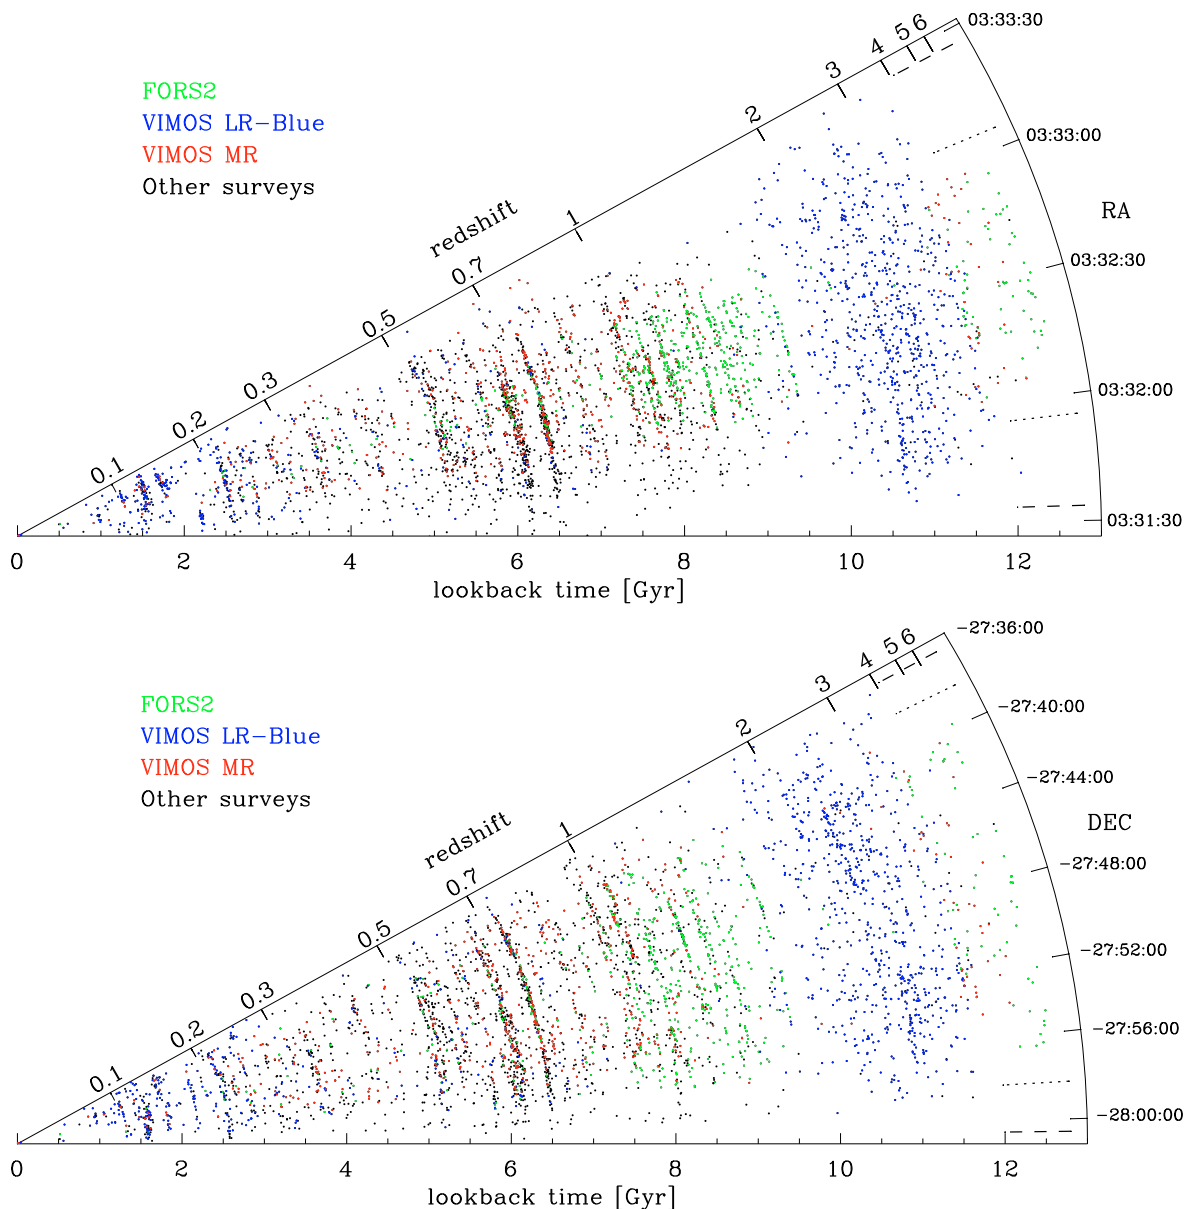 FORS2
VIMOS LR-Blue
VIMOS MR
Other surveys
redshift
0.1
0.2
0.3
0.5
0.7
1
2
3
4
5
6
03:33:30
03:33:00
RA
03:32:30
03:32:00
03:31:30
0 2 4 6 8 10 12
lookback time [Gyr]
FORS2
VIMOS LR-Blue
VIMOS MR
Other surveys
redshift
0.1
0.2
0.3
0.5
0.7
1
2
3
4
5
6
-27:36:00
-27:40:00
-27:44:00
DEC
-27:48:00
-27:52:00
-27:56:00
-28:00:00
0 2 4 6 8 10 12
lookback time [Gyr]